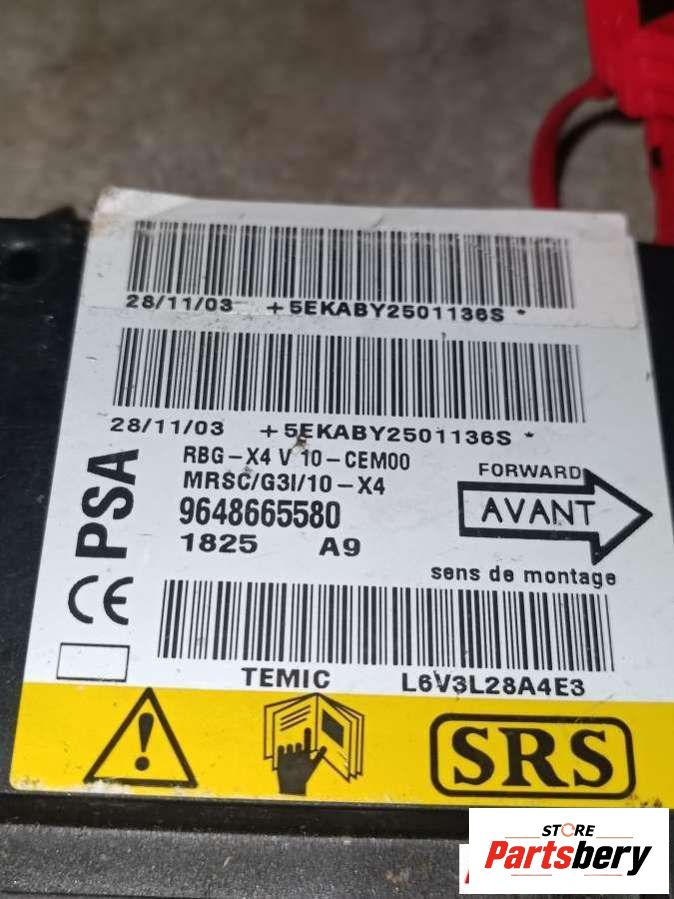 28/11/03 +5EKABY2501136S *
28/11/03 +5EKABY2501136S *
PSA
RBG-X4 V 10-CEM00
MRSC/G3I/10-X4
9648665580
1825 A9
FORWARD
AVANT
sens de montage
CE
TEMIC L6V3L28A4E3
SRS
STORE
Partsbery